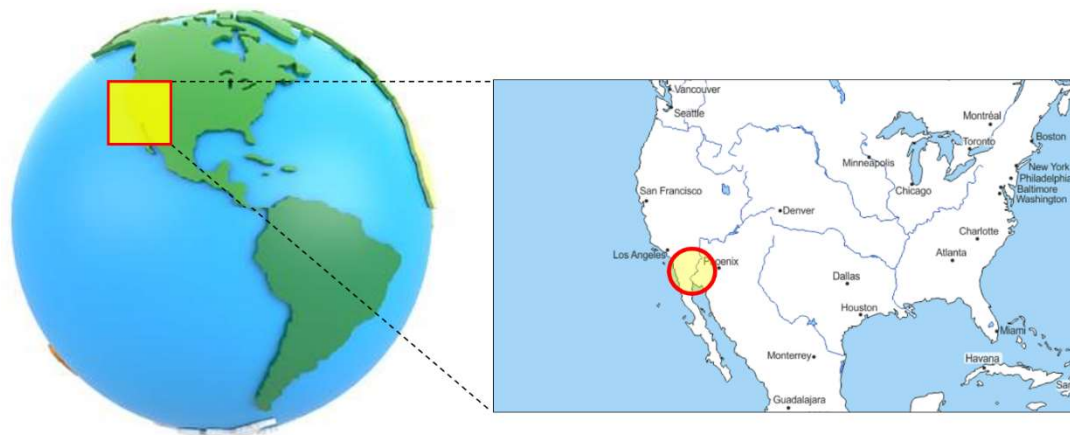 Vancouver
Seattle
Montréal
Toronto
Boston
Minneapolis
Chicago
New York
Philadelphia
Baltimore
Washington
San Francisco
Denver
Charlotte
Los Angeles
Phoenix
Atlanta
Dallas
Houston
Miami
Monterrey
Havana
Guadalajara